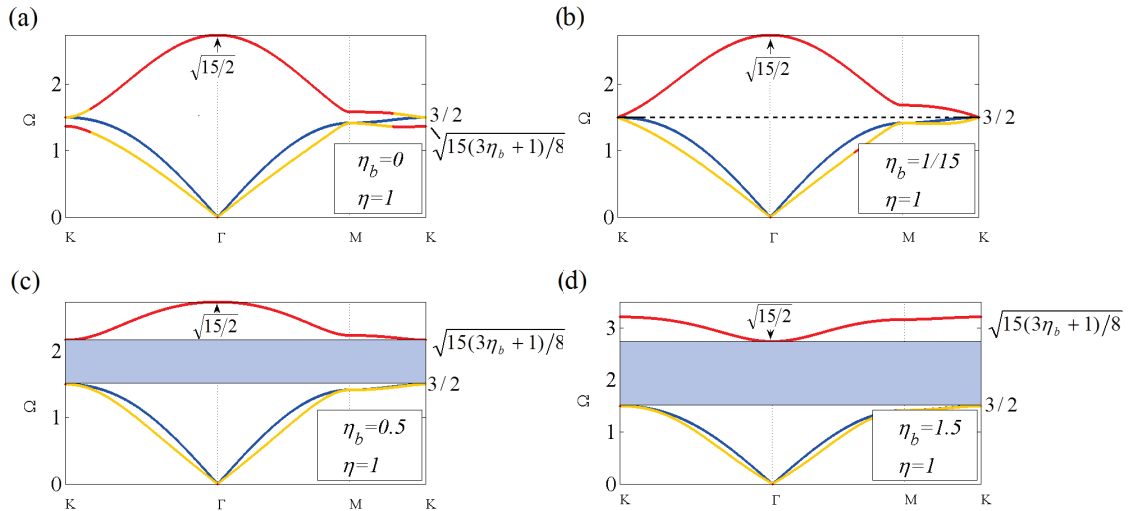 (a)
√15/2
2
3/2
Ω
√15(3η_b+1)/8
1
η_b=0
η=1
0
K Γ M K
(b)
√15/2
2
3/2
Ω
1
η_b=1/15
η=1
0
K Γ M K
(c)
√15/2
√15(3η_b+1)/8
2
3/2
Ω
1
η_b=0.5
η=1
0
K Γ M K
(d)
√15/2
√15(3η_b+1)/8
3
2
3/2
Ω
1
η_b=1.5
η=1
0
K Γ M K